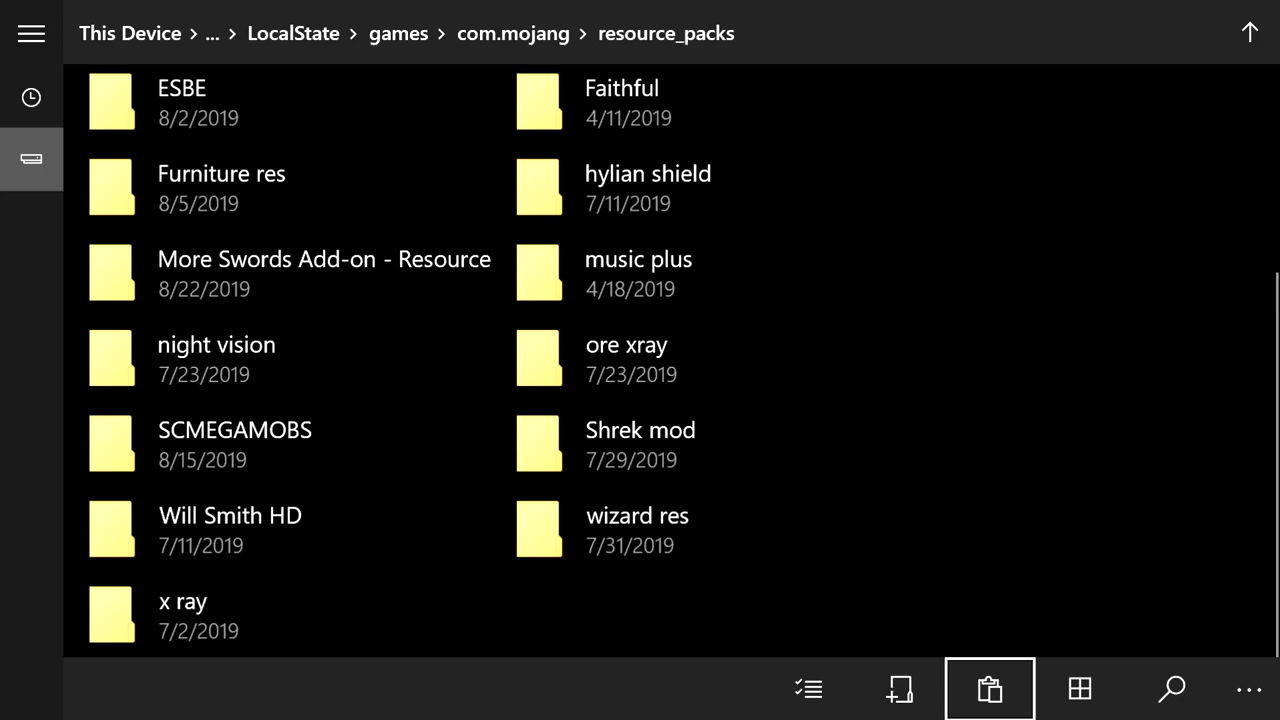 This Device > ... > LocalState > games > com.mojang > resource_packs
ESBE
8/2/2019
Faithful
4/11/2019
Furniture res
8/5/2019
hylian shield
7/11/2019
More Swords Add-on - Resource
8/22/2019
music plus
4/18/2019
night vision
7/23/2019
ore xray
7/23/2019
SCMEGAMOBS
8/15/2019
Shrek mod
7/29/2019
Will Smith HD
7/11/2019
wizard res
7/31/2019
x ray
7/2/2019